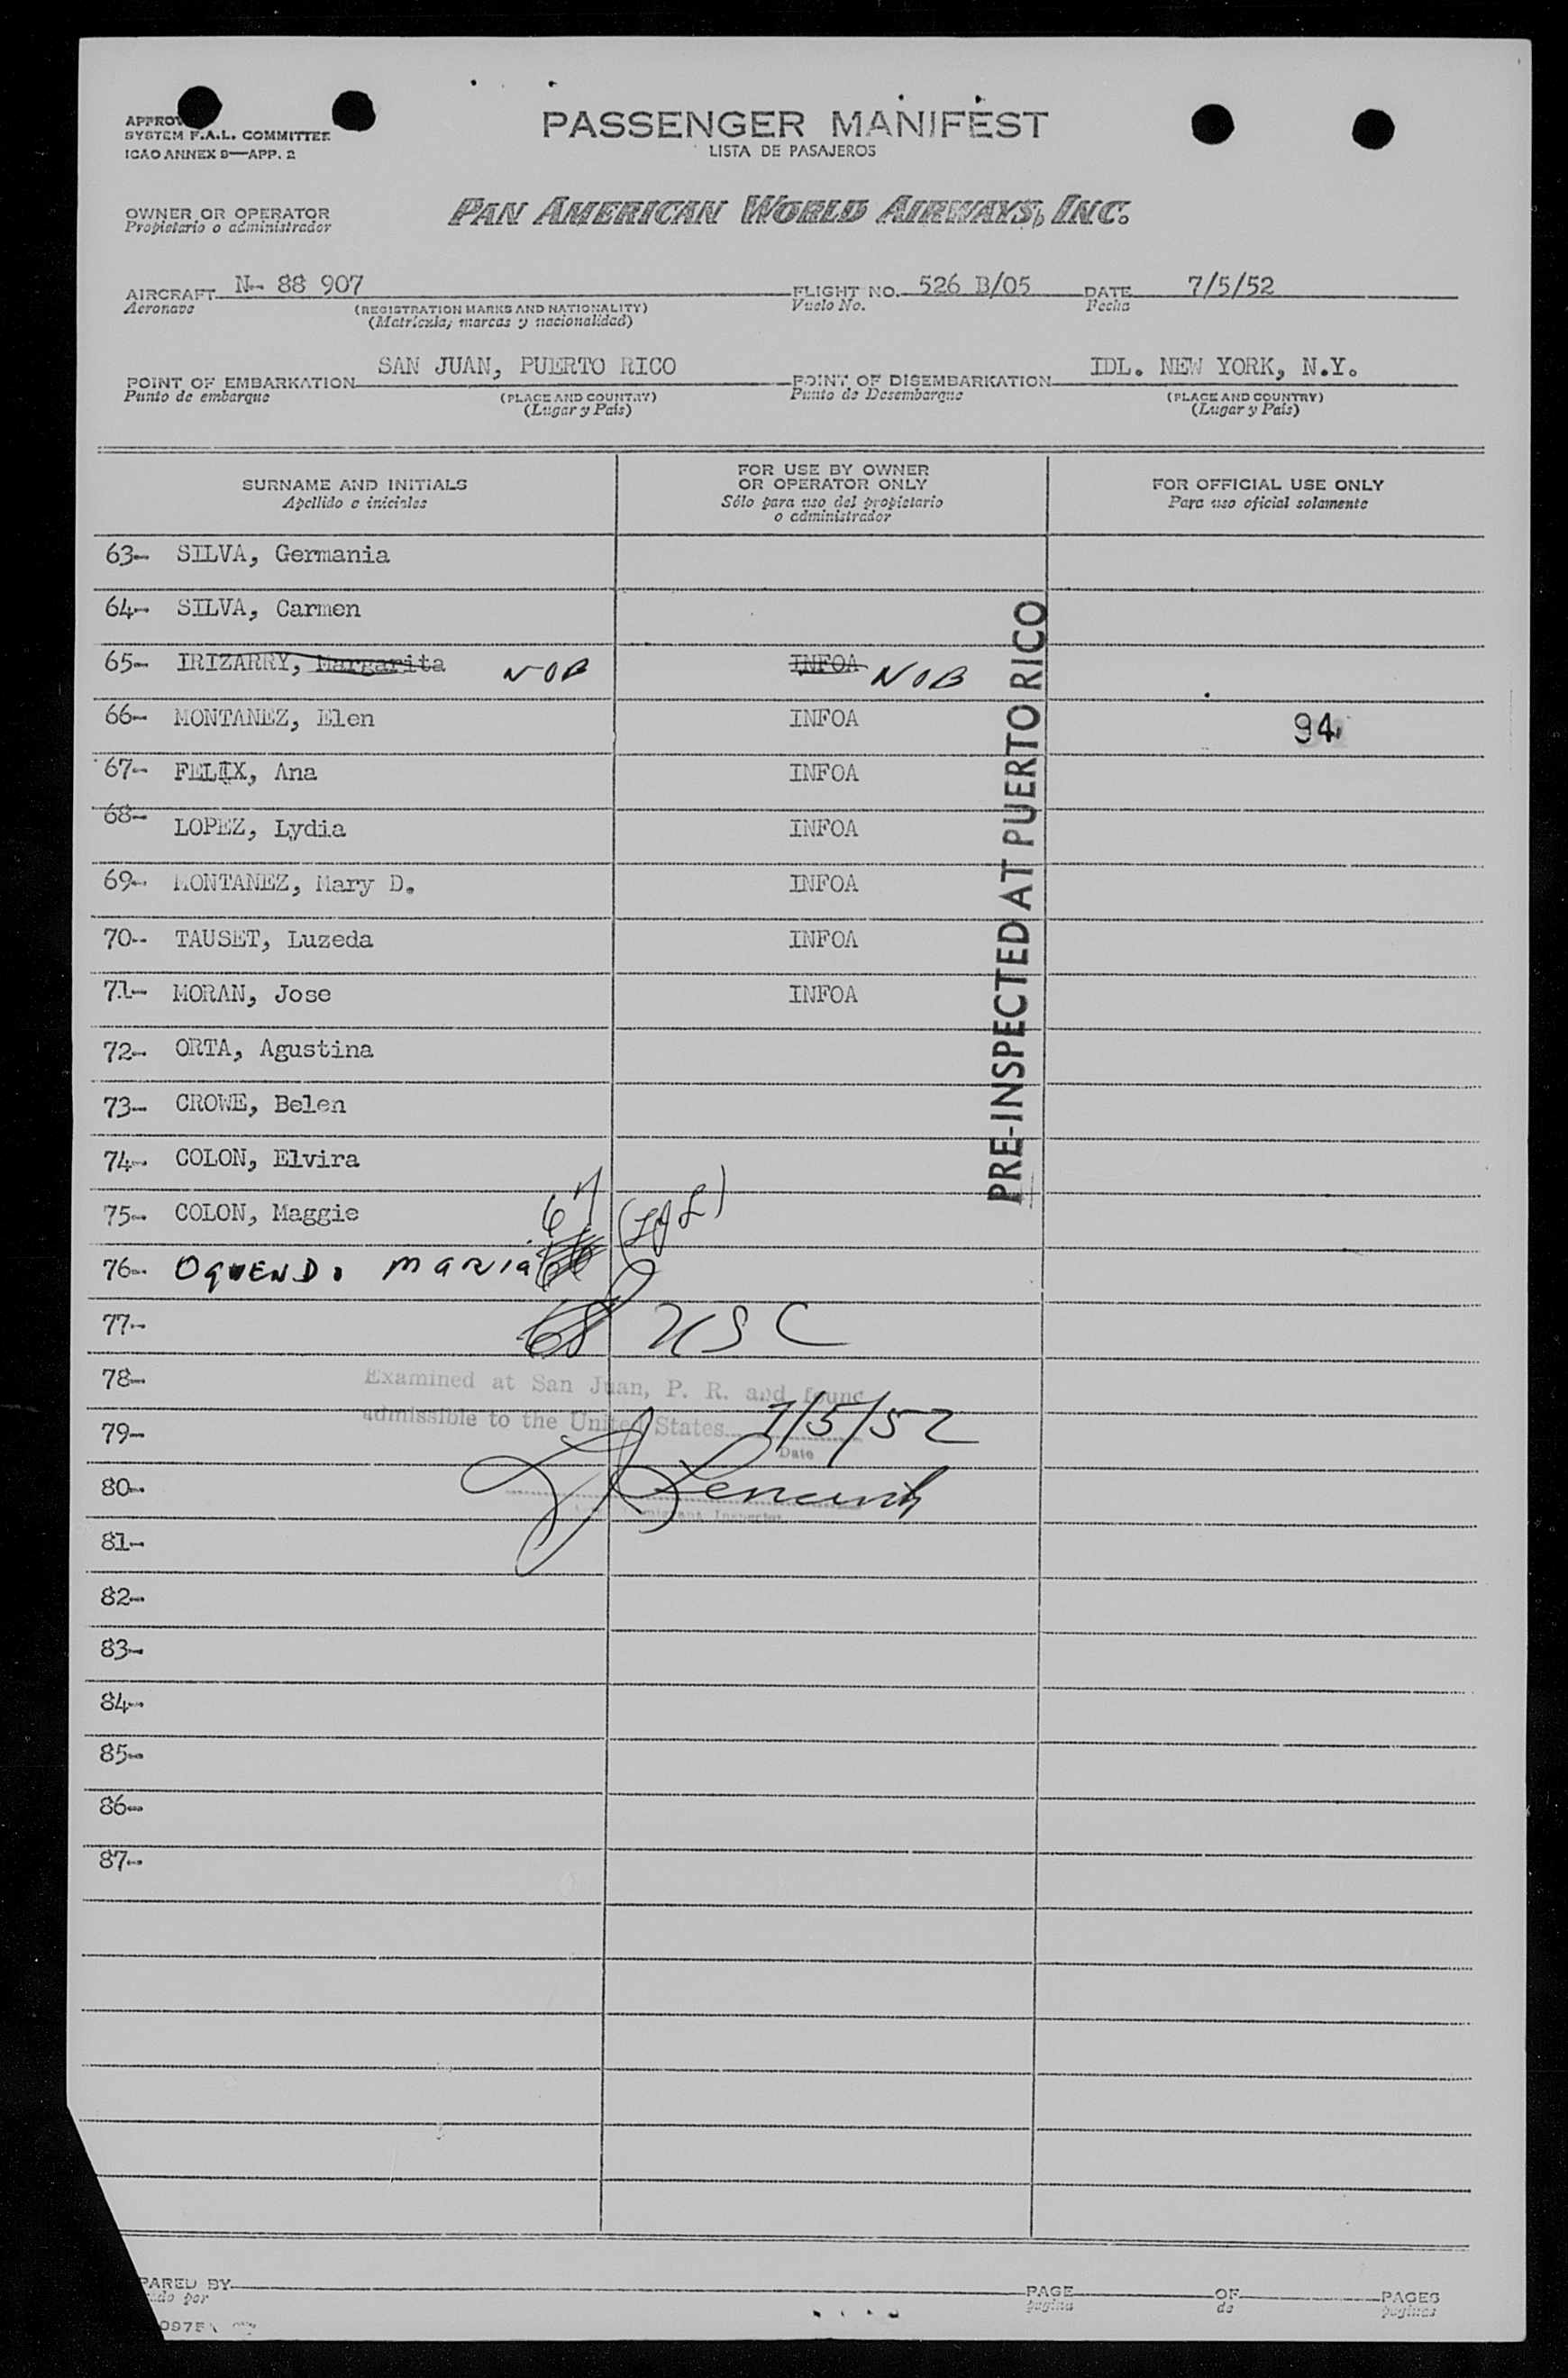 PASSENGER MANIFEST
LISTA DE PASAJEROS
SYSTEM F.A.L. COMMITTEE
ICAO ANNEX 9—APP. 2
OWNER OR OPERATOR
Propietario o administrador
PAN AMERICAN WORLD AIRWAYS, INC.
AIRCRAFT N- 88 907 FLIGHT NO. 526 B/05 DATE 7/5/52
Aeronave (REGISTRATION MARKS AND NATIONALITY) Vuelo No. Fecha
(Matrícula, marcas y nacionalidad)
POINT OF EMBARKATION SAN JUAN, PUERTO RICO POINT OF DISEMBARKATION IDL. NEW YORK, N.Y.
Punto de embarque (PLACE AND COUNTRY) Punto de Desembarque (PLACE AND COUNTRY)
(Lugar y País) (Lugar y País)
SURNAME AND INITIALS FOR USE BY OWNER OR OPERATOR ONLY FOR OFFICIAL USE ONLY
Apellido e iniciales Sólo para uso del propietario o administrador Para uso oficial solamente
63- SILVA, Germania
64- SILVA, Carmen
65- IRIZARRY, Margarita NOB INFOA NOB
66- MONTANEZ, Elen INFOA 94
67- FELIX, Ana INFOA
68- LOPEZ, Lydia INFOA
69- MONTANEZ, Mary D. INFOA
70- TAUSET, Luzeda INFOA
71- MORAN, Jose INFOA
72- ORTA, Agustina
73- CROWE, Belen
74- COLON, Elvira
75- COLON, Maggie 67
76- OQUENDO MARIA 66
77- 68 USC
78-
Examined at San Juan, P. R. and found
79-
admissible to the United States 7/5/52
Date
80-
Immigrant Inspector
81-
82-
83-
84-
85-
86-
87-
PRE-INSPECTED AT PUERTO RICO
PARED BY PAGE OF PAGES
ado por página de páginas